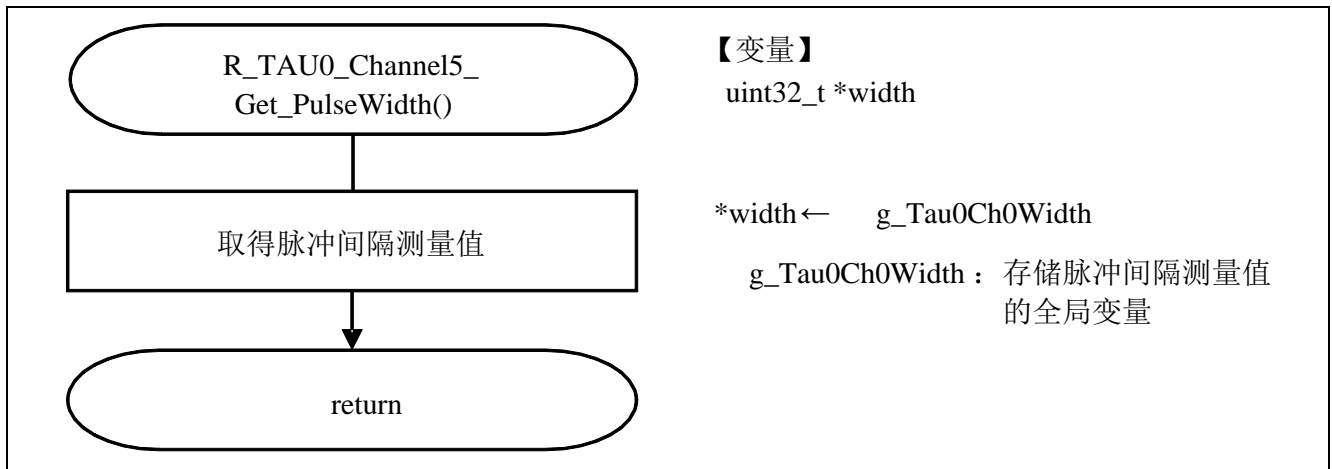 R_TAU0_Channel5_
Get_PulseWidth()
【变量】
uint32_t *width
取得脉冲间隔测量值
*width← g_Tau0Ch0Width
g_Tau0Ch0Width：存储脉冲间隔测量值
的全局变量
return